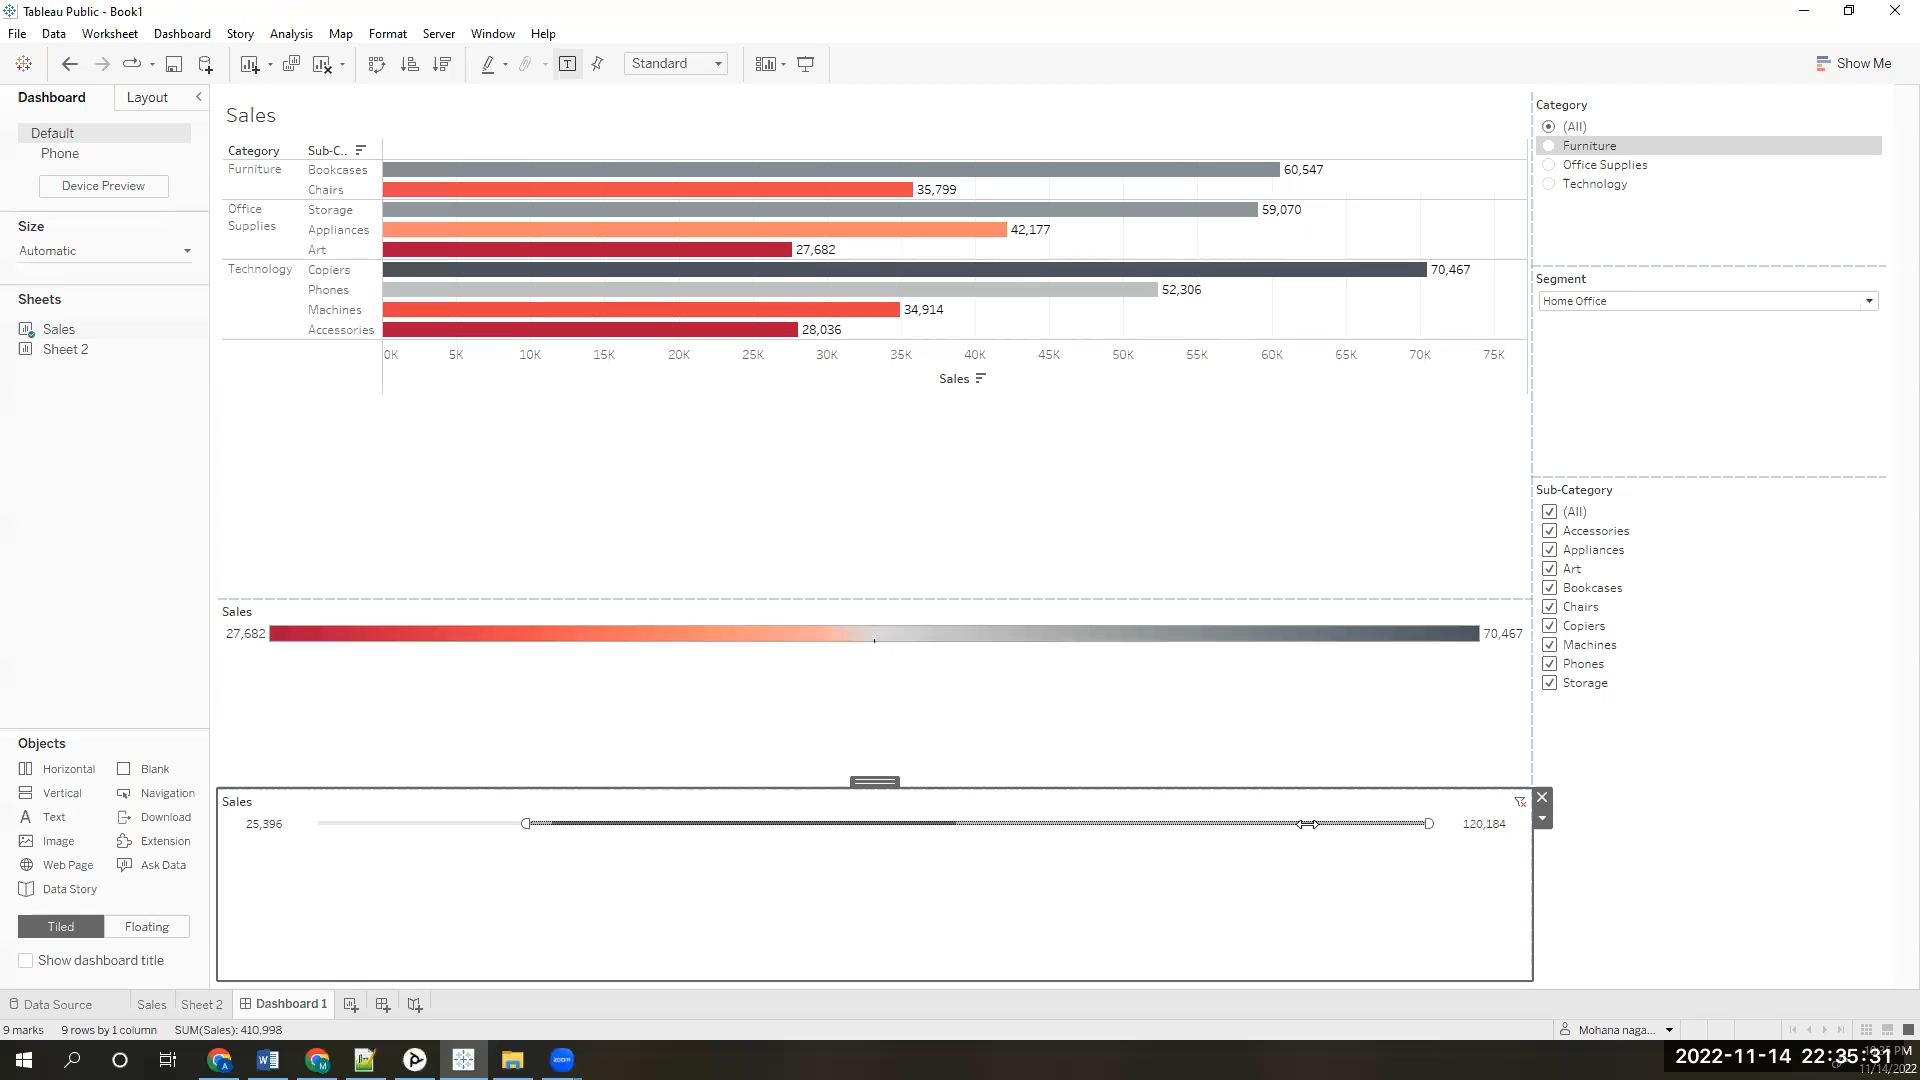 Tableau Public - Book1
File Data Worksheet Dashboard Story Analysis Map Format Server Window Help
Standard
Show Me
Dashboard Layout
Default
Phone
Device Preview
Size
Automatic
Sheets
Sales
Sheet 2
Objects
Horizontal Blank
Vertical Navigation
Text Download
Image Extension
Web Page Ask Data
Data Story
Tiled Floating
Show dashboard title
Sales
Category Sub-C..
Furniture Bookcases 60,547
Chairs 35,799
Office Supplies Storage 59,070
Appliances 42,177
Art 27,682
Technology Copiers 70,467
Phones 52,306
Machines 34,914
Accessories 28,036
0K 5K 10K 15K 20K 25K 30K 35K 40K 45K 50K 55K 60K 65K 70K 75K
Sales
Sales
27,682 70,467
Sales
25,396 120,184
Category
(All)
Furniture
Office Supplies
Technology
Segment
Home Office
Sub-Category
(All)
Accessories
Appliances
Art
Bookcases
Chairs
Copiers
Machines
Phones
Storage
Data Source Sales Sheet 2 Dashboard 1
9 marks 9 rows by 1 column SUM(Sales): 410,998
Mohana naga...
2022-11-14 22:35:31
11/14/2022